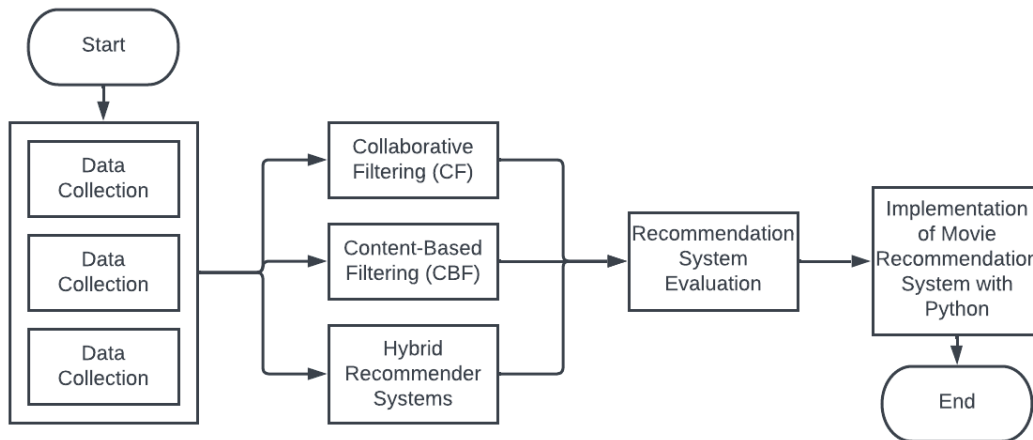 Start
Data
Collection
Data
Collection
Data
Collection
Collaborative
Filtering (CF)
Content-Based
Filtering (CBF)
Hybrid
Recommender
Systems
Recommendation
System
Evaluation
Implementation
of Movie
Recommendation
System with
Python
End